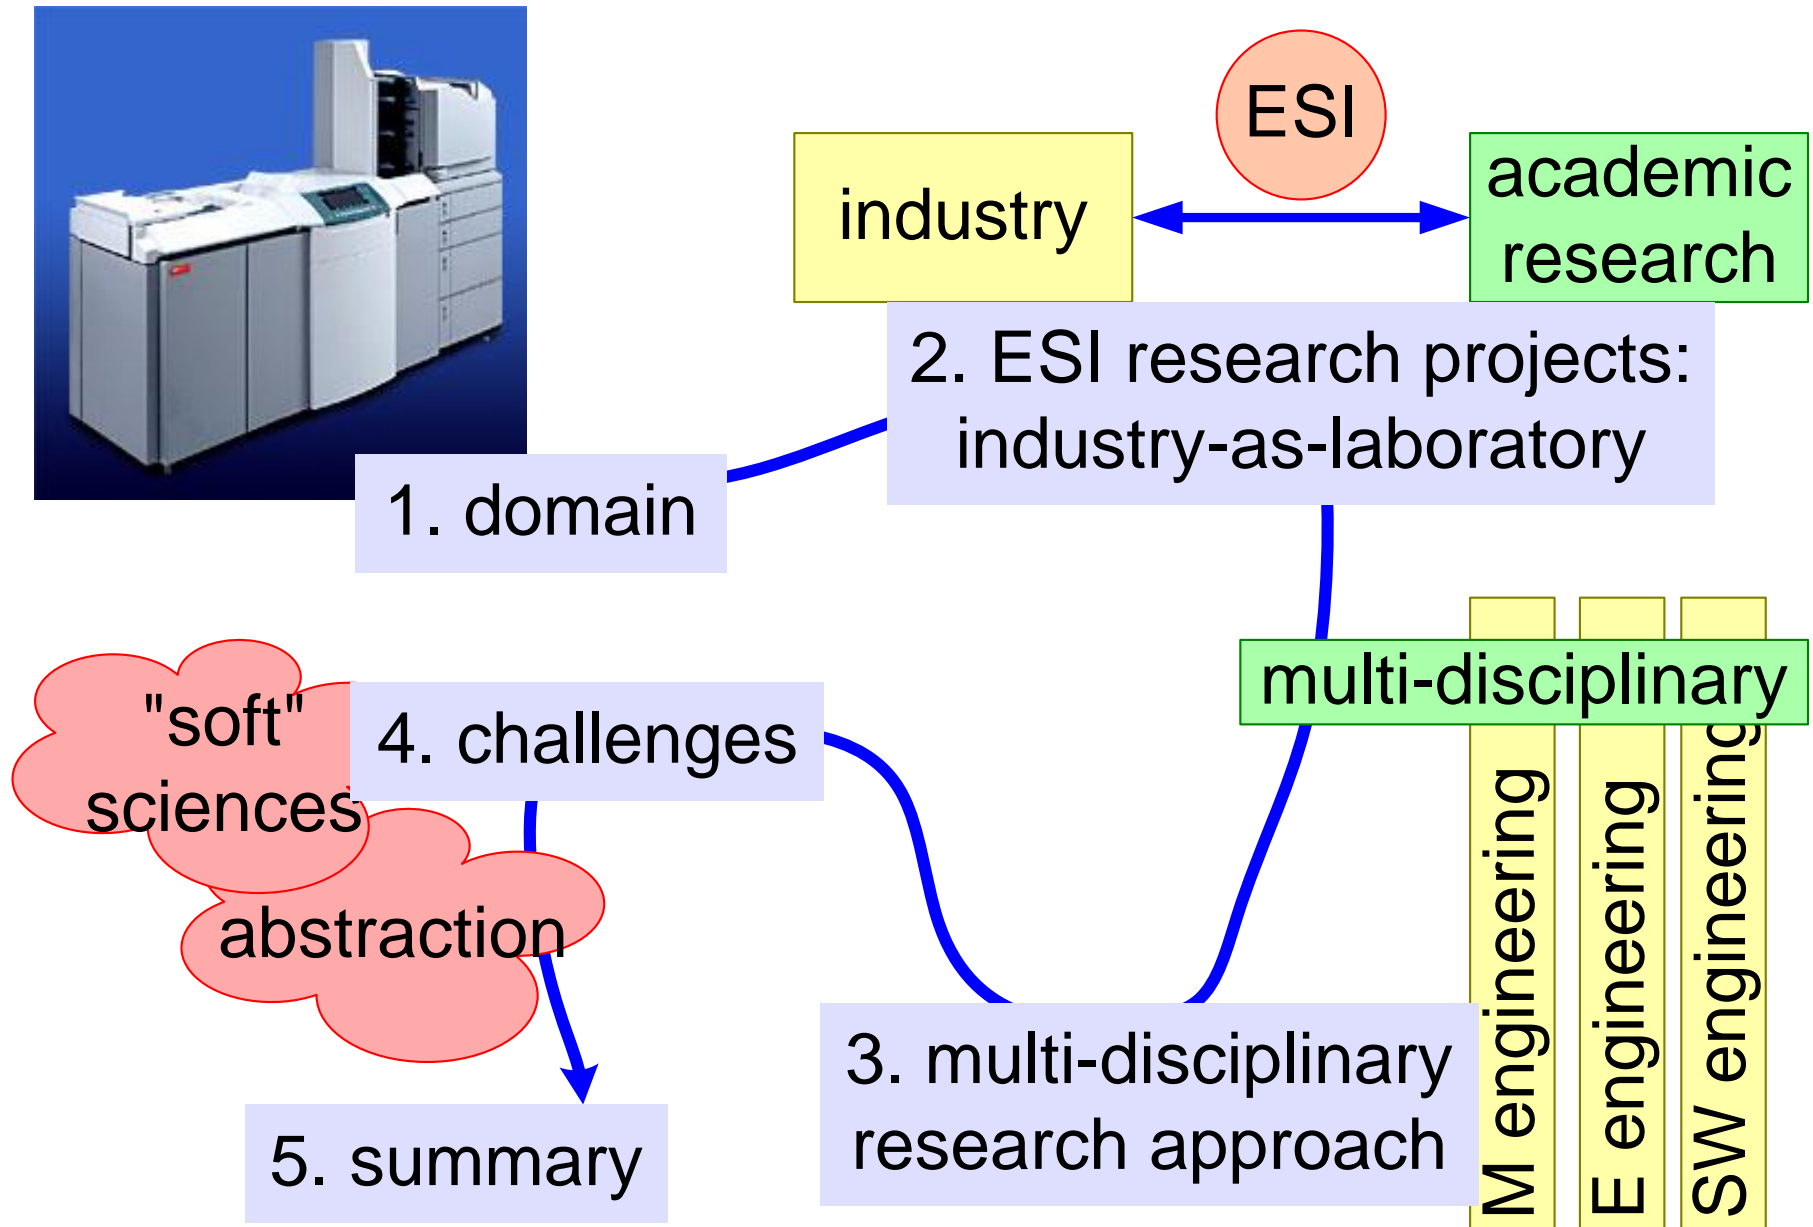 ESI
industry
academic
research
2. ESI research projects:
industry-as-laboratory
1. domain
multi-disciplinary
M engineering
E engineering
SW engineering
"soft"
sciences
4. challenges
abstraction
3. multi-disciplinary
research approach
5. summary